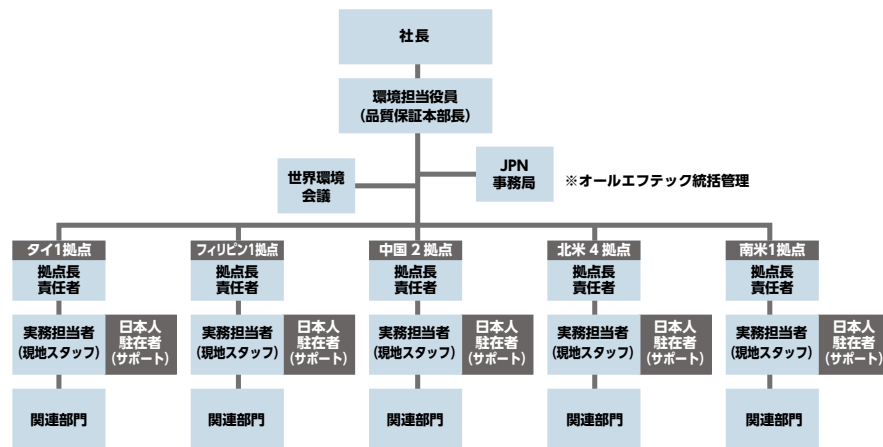 社長
環境担当役員
（品質保証本部長）
世界環境
会議
JPN
事務局
※オールエフテック統括管理
タイ1拠点
拠点長
責任者
実務担当者
（現地スタッフ）
日本人
駐在者
（サポート）
関連部門
フィリピン1拠点
拠点長
責任者
実務担当者
（現地スタッフ）
日本人
駐在者
（サポート）
関連部門
中国 2 拠点
拠点長
責任者
実務担当者
（現地スタッフ）
日本人
駐在者
（サポート）
関連部門
北米 4 拠点
拠点長
責任者
実務担当者
（現地スタッフ）
日本人
駐在者
（サポート）
関連部門
南米1拠点
拠点長
責任者
実務担当者
（現地スタッフ）
日本人
駐在者
（サポート）
関連部門